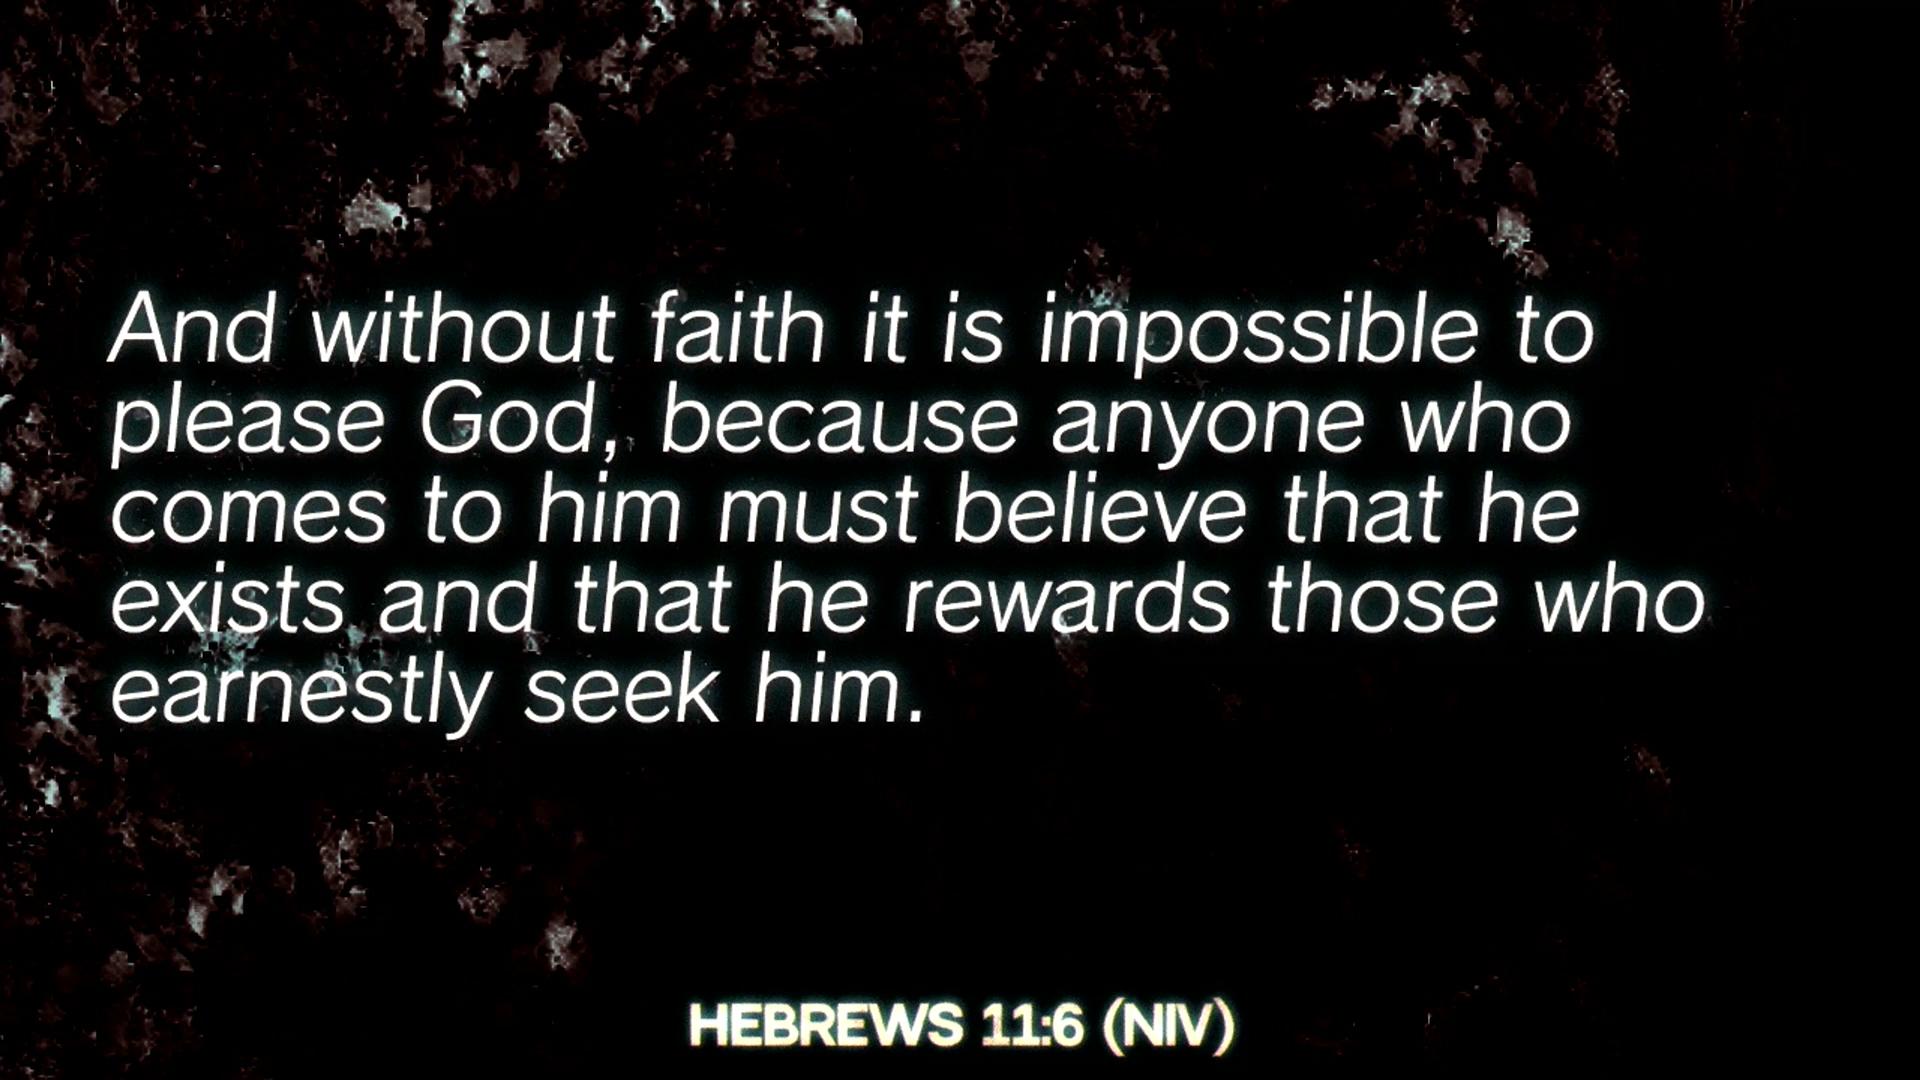 And without faith it is impossible to
please God, because anyone who
comes to him must believe that he
exists and that he rewards those who
earnestly seek him.
HEBREWS 11:6 (NIV)